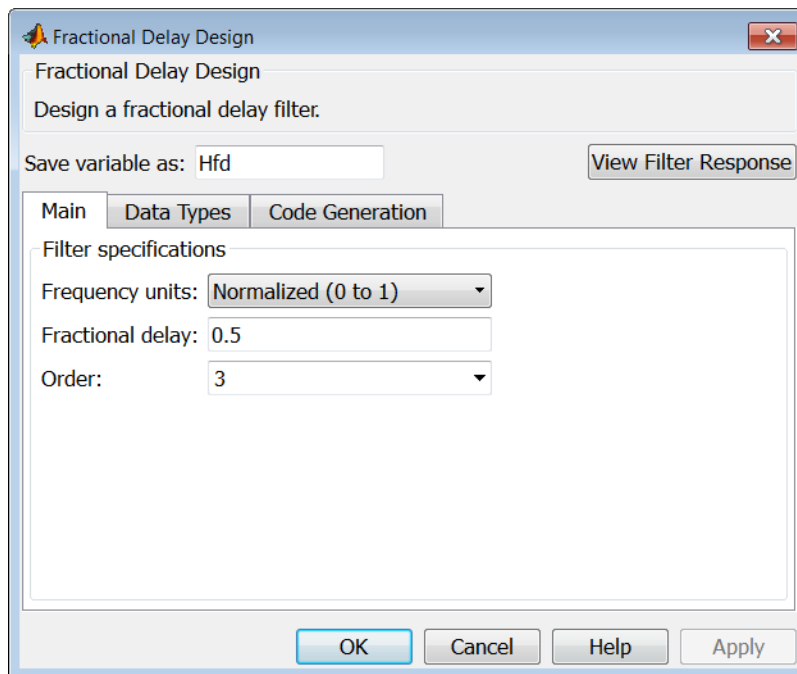 Fractional Delay Design
Fractional Delay Design
Design a fractional delay filter.
Save variable as: Hfd View Filter Response
Main Data Types Code Generation
Filter specifications
Frequency units: Normalized (0 to 1)
Fractional delay: 0.5
Order: 3
OK Cancel Help Apply